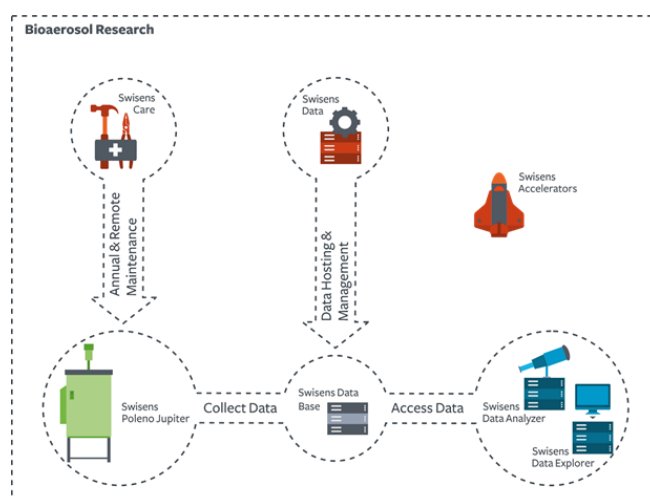 Bioaerosol Research
Swisens
Care
Swisens
Data
Swisens
Accelerators
Annual & Remote
Maintenance
Data Hosting &
Management
Swisens
Poleno Jupiter
Collect Data
Swisens Data
Base
Access Data
Swisens
Data Analyzer
Swisens
Data Explorer